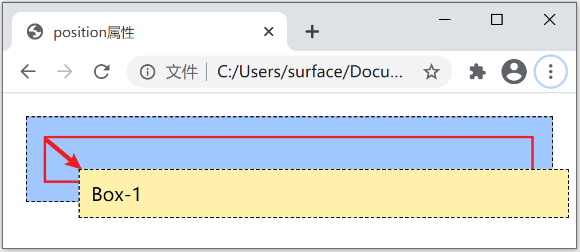 position属性
文件 C:/Users/surface/Docu...
Box-1